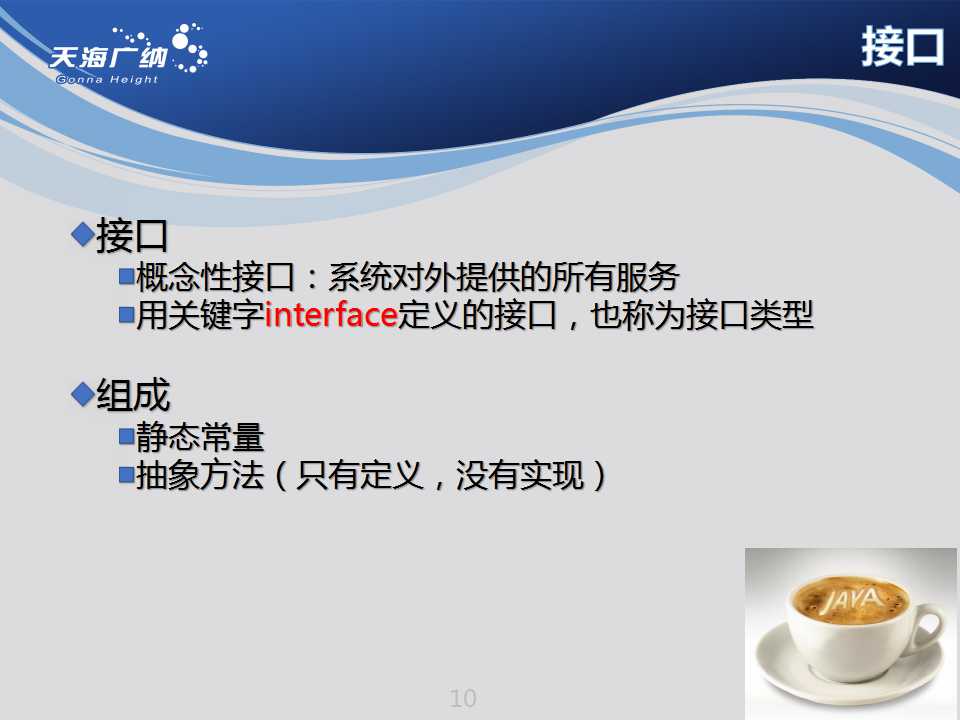 天海广纳
Gonna Height
接口
接口
概念性接口：系统对外提供的所有服务
用关键字interface定义的接口，也称为接口类型
组成
静态常量
抽象方法（只有定义，没有实现）
JAVA
10